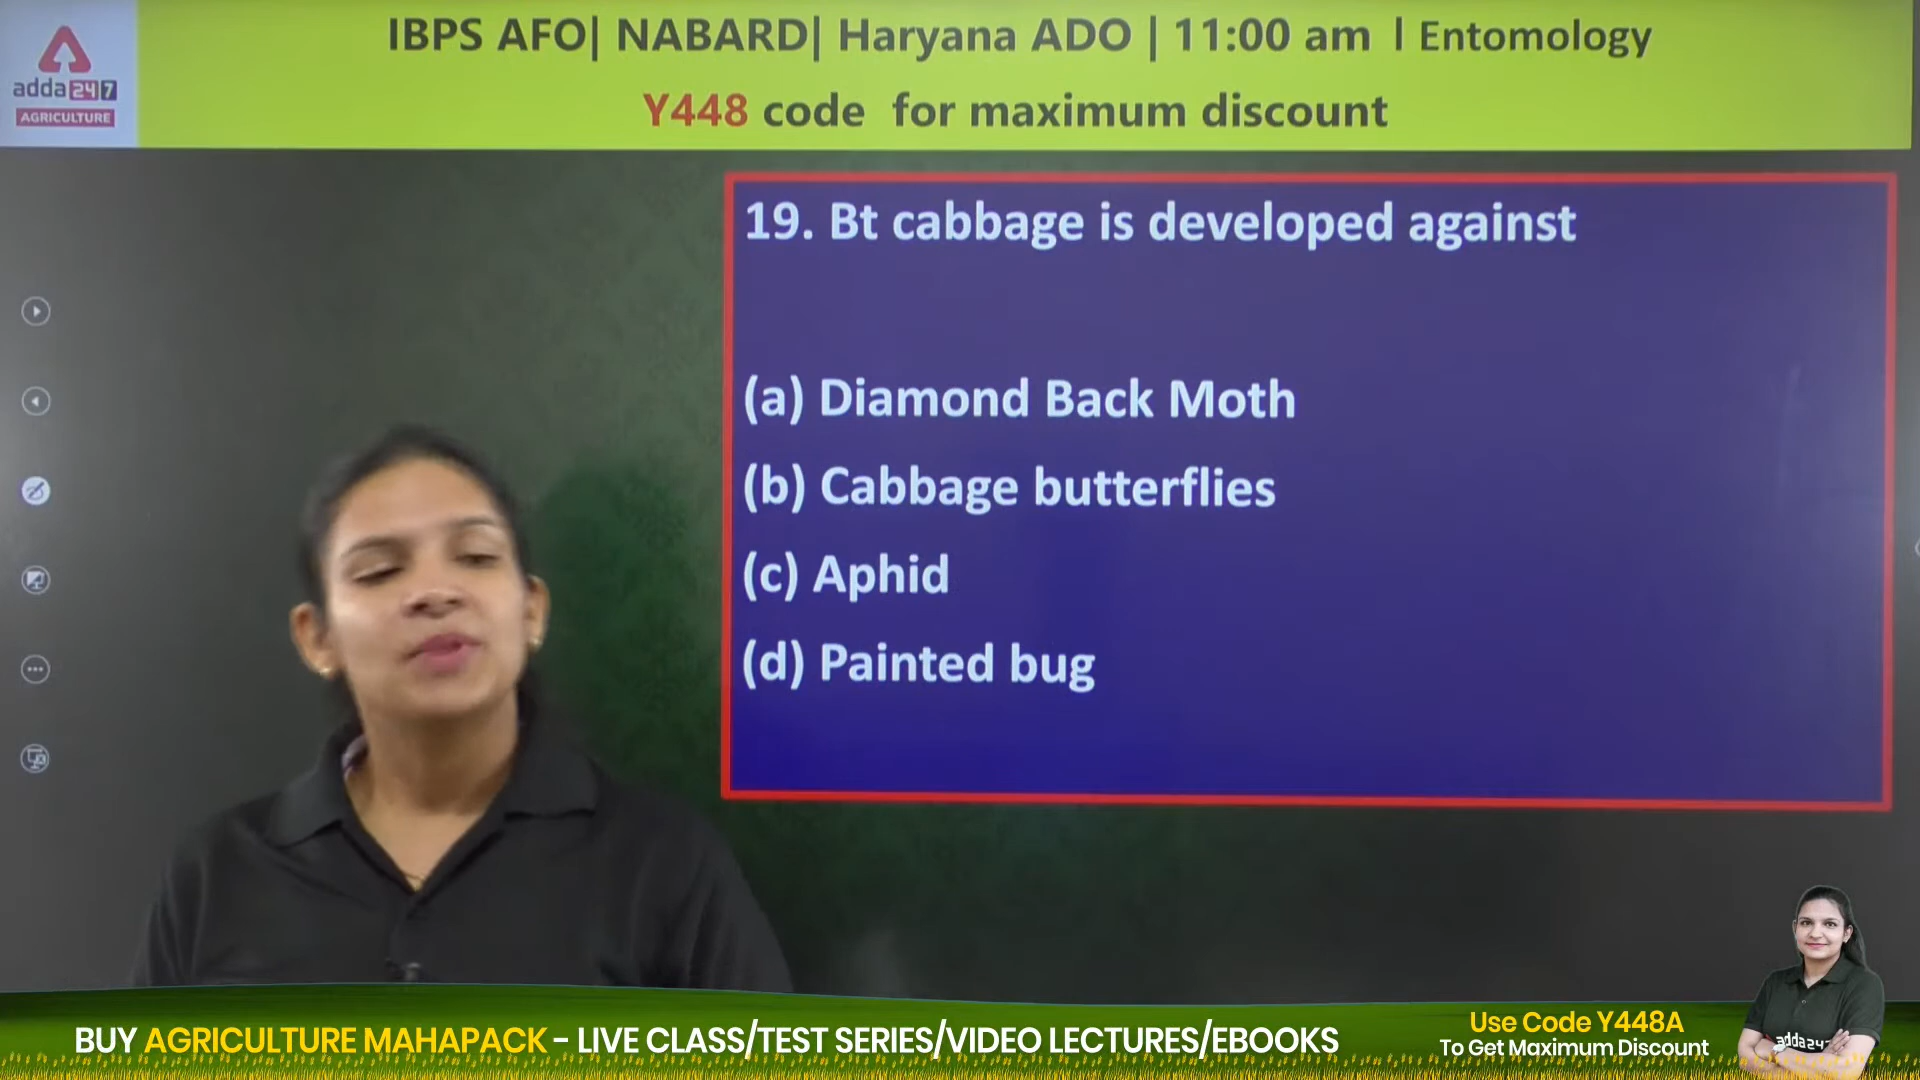 IBPS AFO| NABARD| Haryana ADO | 11:00 am l Entomology
Y448 code for maximum discount
adda247
AGRICULTURE
19. Bt cabbage is developed against
(a) Diamond Back Moth
(b) Cabbage butterflies
(c) Aphid
(d) Painted bug
BUY AGRICULTURE MAHAPACK - LIVE CLASS/TEST SERIES/VIDEO LECTURES/EBOOKS
Use Code Y448A
To Get Maximum Discount
adda247